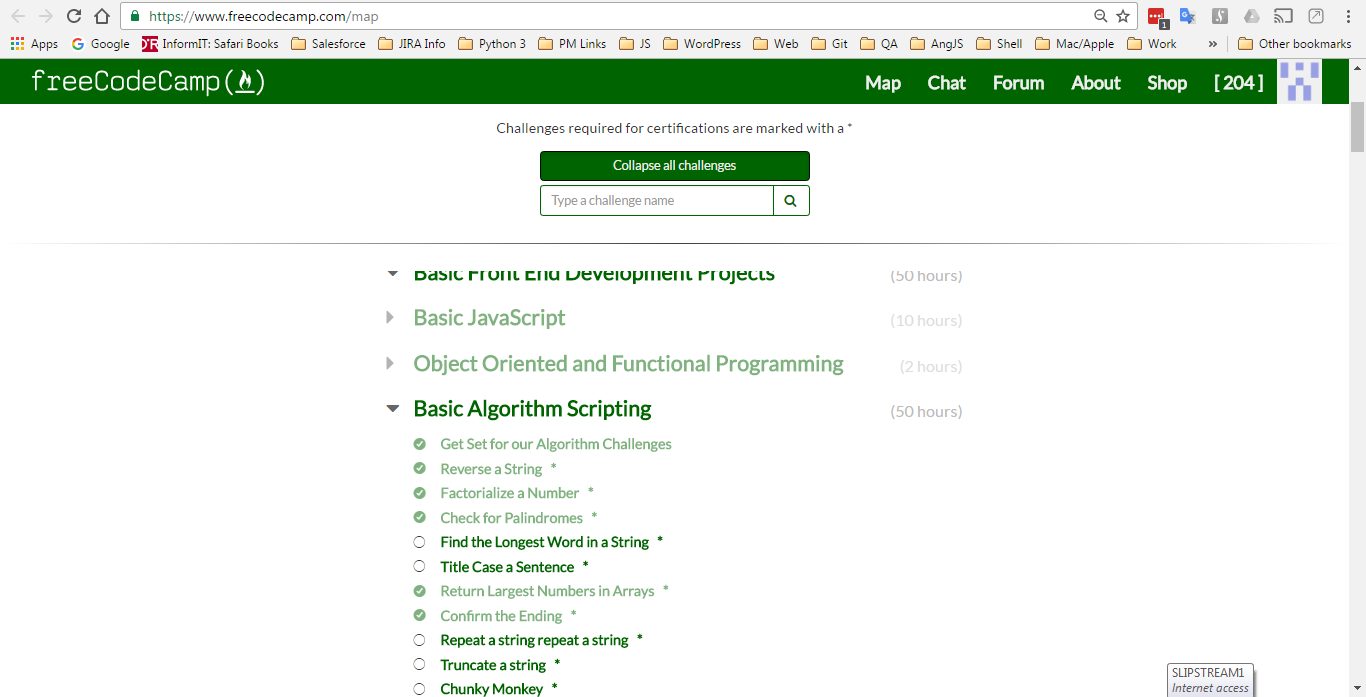 https://www.freecodecamp.com/map
1
Apps Google D'R InformIT: Safari Books Salesforce JIRA Info Python 3 PM Links JS WordPress Web Git QA AngJS Shell Mac/Apple Work » Other bookmarks
freeCodeCamp(🔥) Map Chat Forum About Shop [ 204 ]
Challenges required for certifications are marked with a *
Collapse all challenges
Type a challenge name
Basic Front End Development Projects (50 hours)
Basic JavaScript (10 hours)
Object Oriented and Functional Programming (2 hours)
Basic Algorithm Scripting (50 hours)
Get Set for our Algorithm Challenges
Reverse a String *
Factorialize a Number *
Check for Palindromes *
Find the Longest Word in a String *
Title Case a Sentence *
Return Largest Numbers in Arrays *
Confirm the Ending *
Repeat a string repeat a string *
Truncate a string *
Chunky Monkey *
SLIPSTREAM1
Internet access